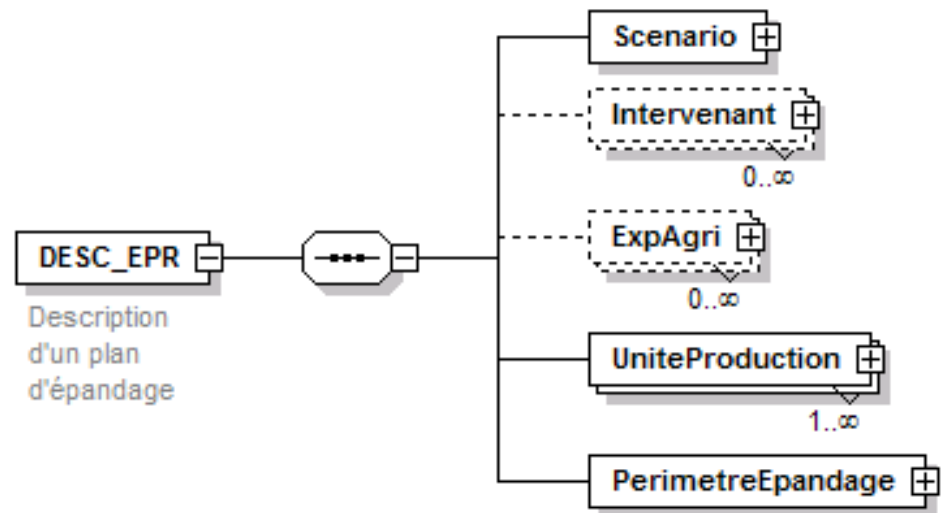 Scenario
Intervenant
0..∞
ExpAgri
0..∞
DESC_EPR
Description
d'un plan
d'épandage
UniteProduction
1..∞
PerimetreEpandage